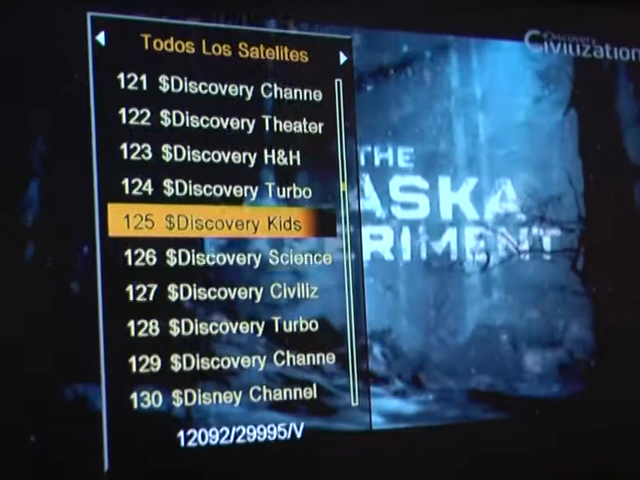 Todos Los Satelites
121 $Discovery Channe
122 $Discovery Theater
123 $Discovery H&H
124 $Discovery Turbo
125 $Discovery Kids
126 $Discovery Science
127 $Discovery Civiliz
128 $Discovery Turbo
129 $Discovery Channe
130 $Disney Channel
12092/29995/V
Discovery
Civilization
THE
ASKA
RIMENT